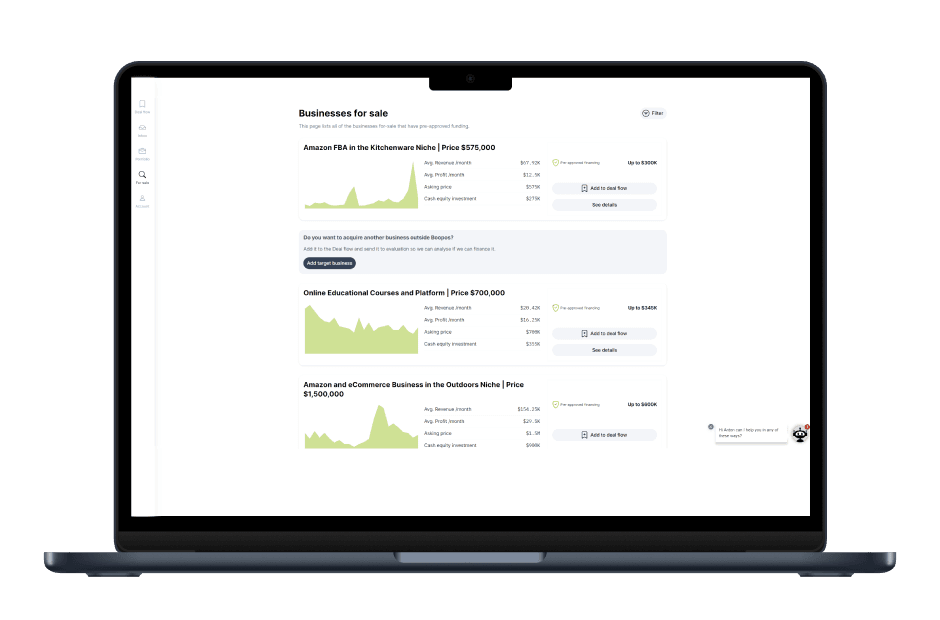 Businesses for sale
Filter
This page lists all of the businesses for-sale that have pre-approved funding.
Deal flow
Inbox
For sale
Account
Amazon FBA in the Kitchenware Niche | Price $575,000
Avg. Revenue /month $67.92K
Avg. Profit /month $12.5K
Asking price $575K
Cash equity investment $275K
Pre-approved financing Up to $300K
Add to deal flow
See details
Do you want to acquire another business outside Boopos?
Add it to the Deal flow and send it to evaluation so we can analyse if we can finance it.
Add target business
Online Educational Courses and Platform | Price $700,000
Avg. Revenue /month $20.42K
Avg. Profit /month $16.25K
Asking price $700K
Cash equity investment $355K
Pre-approved financing Up to $345K
Add to deal flow
See details
Amazon and eCommerce Business in the Outdoors Niche | Price
$1,500,000
Avg. Revenue /month $154.25K
Avg. Profit /month $29.5K
Asking price $1.5M
Cash equity investment $900K
Pre-approved financing Up to $600K
Add to deal flow
Hi Anton can I help you in any of
these ways?